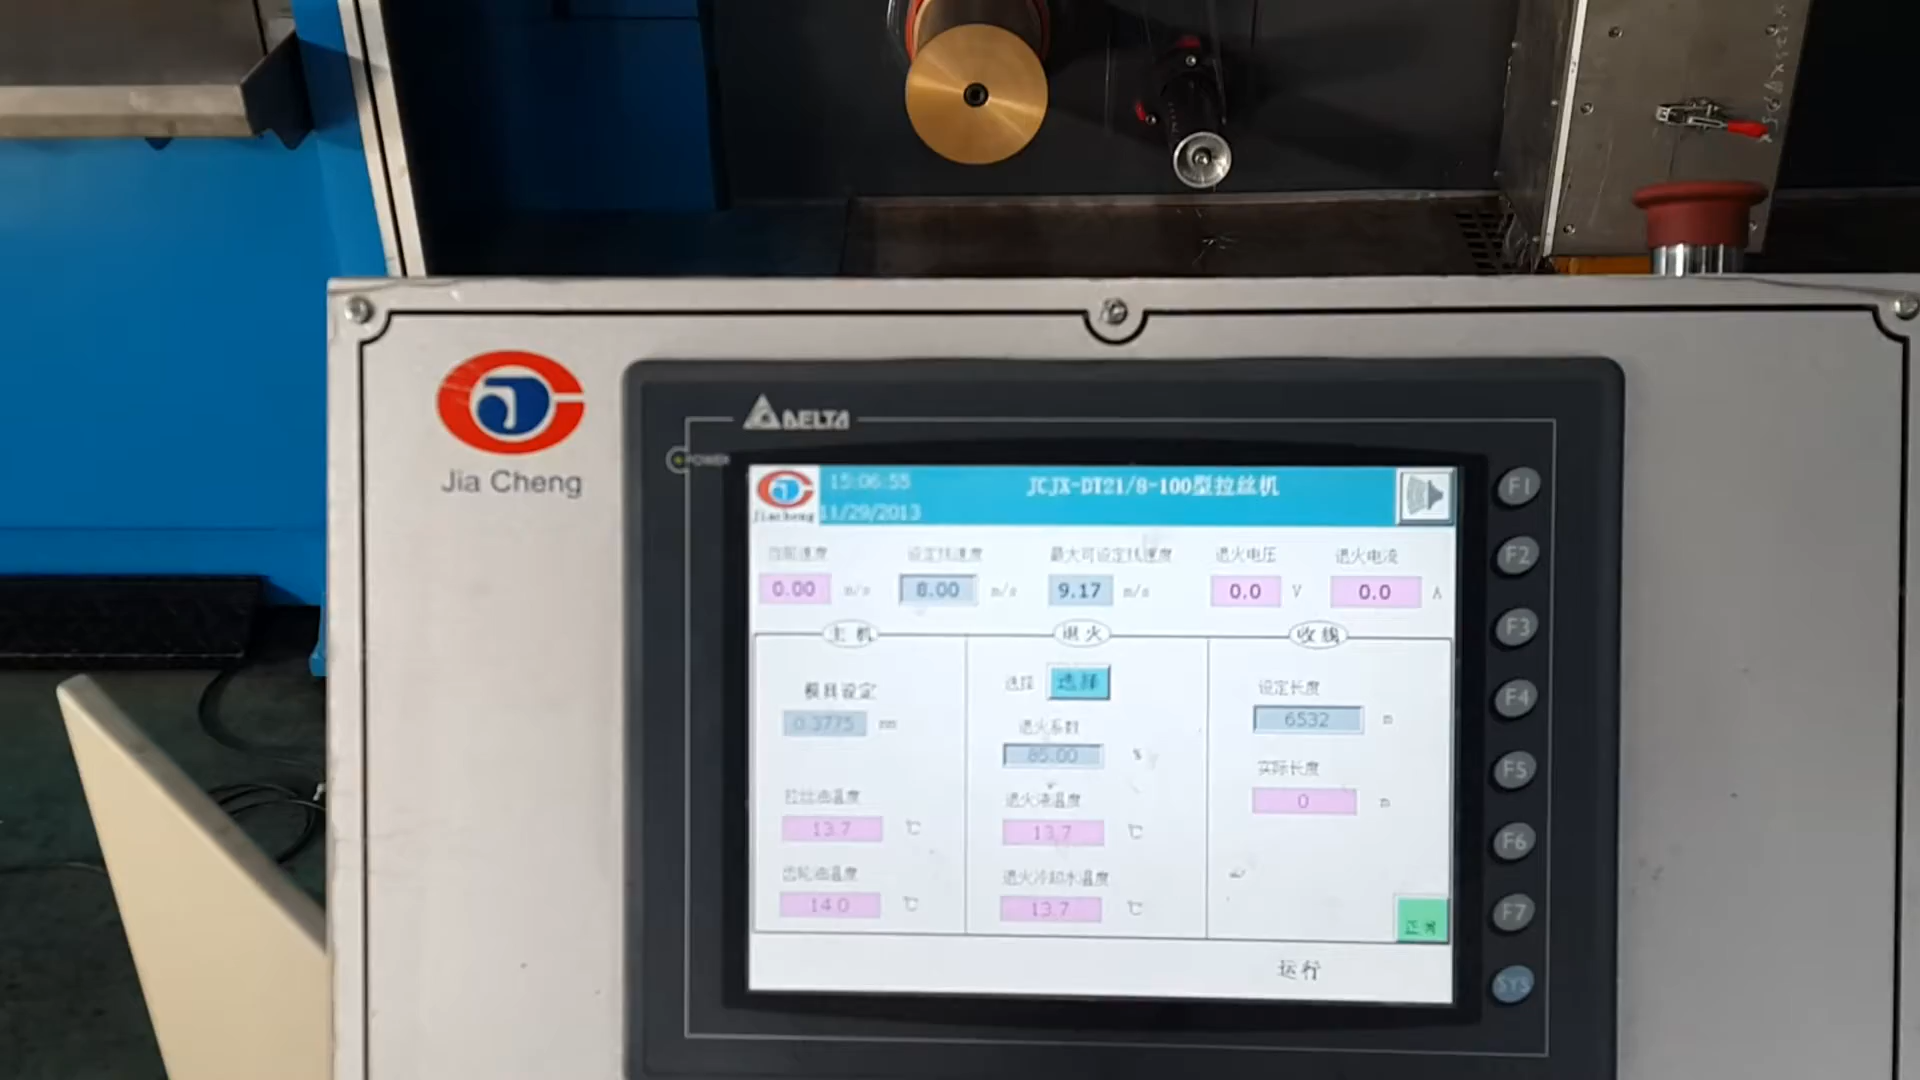 Jia Cheng
DELTA
POWER
Jiacheng
15:06:55
11/29/2013
JCJX-DT21/8-100型拉丝机
当前速度
设定线速度
最大可设定线速度
退火电压
退火电流
0.00 m/s
8.00 m/s
9.17 m/s
0.0 V
0.0 A
主机
退火
收线
模具设定
0.3775 mm
拉丝油温度
13.7 ℃
齿轮油温度
14.0 ℃
选择 选择
退火系数
85.00 %
退火液温度
13.7 ℃
退火冷却水温度
13.7 ℃
设定长度
6532 m
实际长度
0 m
正常
运行
F1
F2
F3
F4
F5
F6
F7
SYS